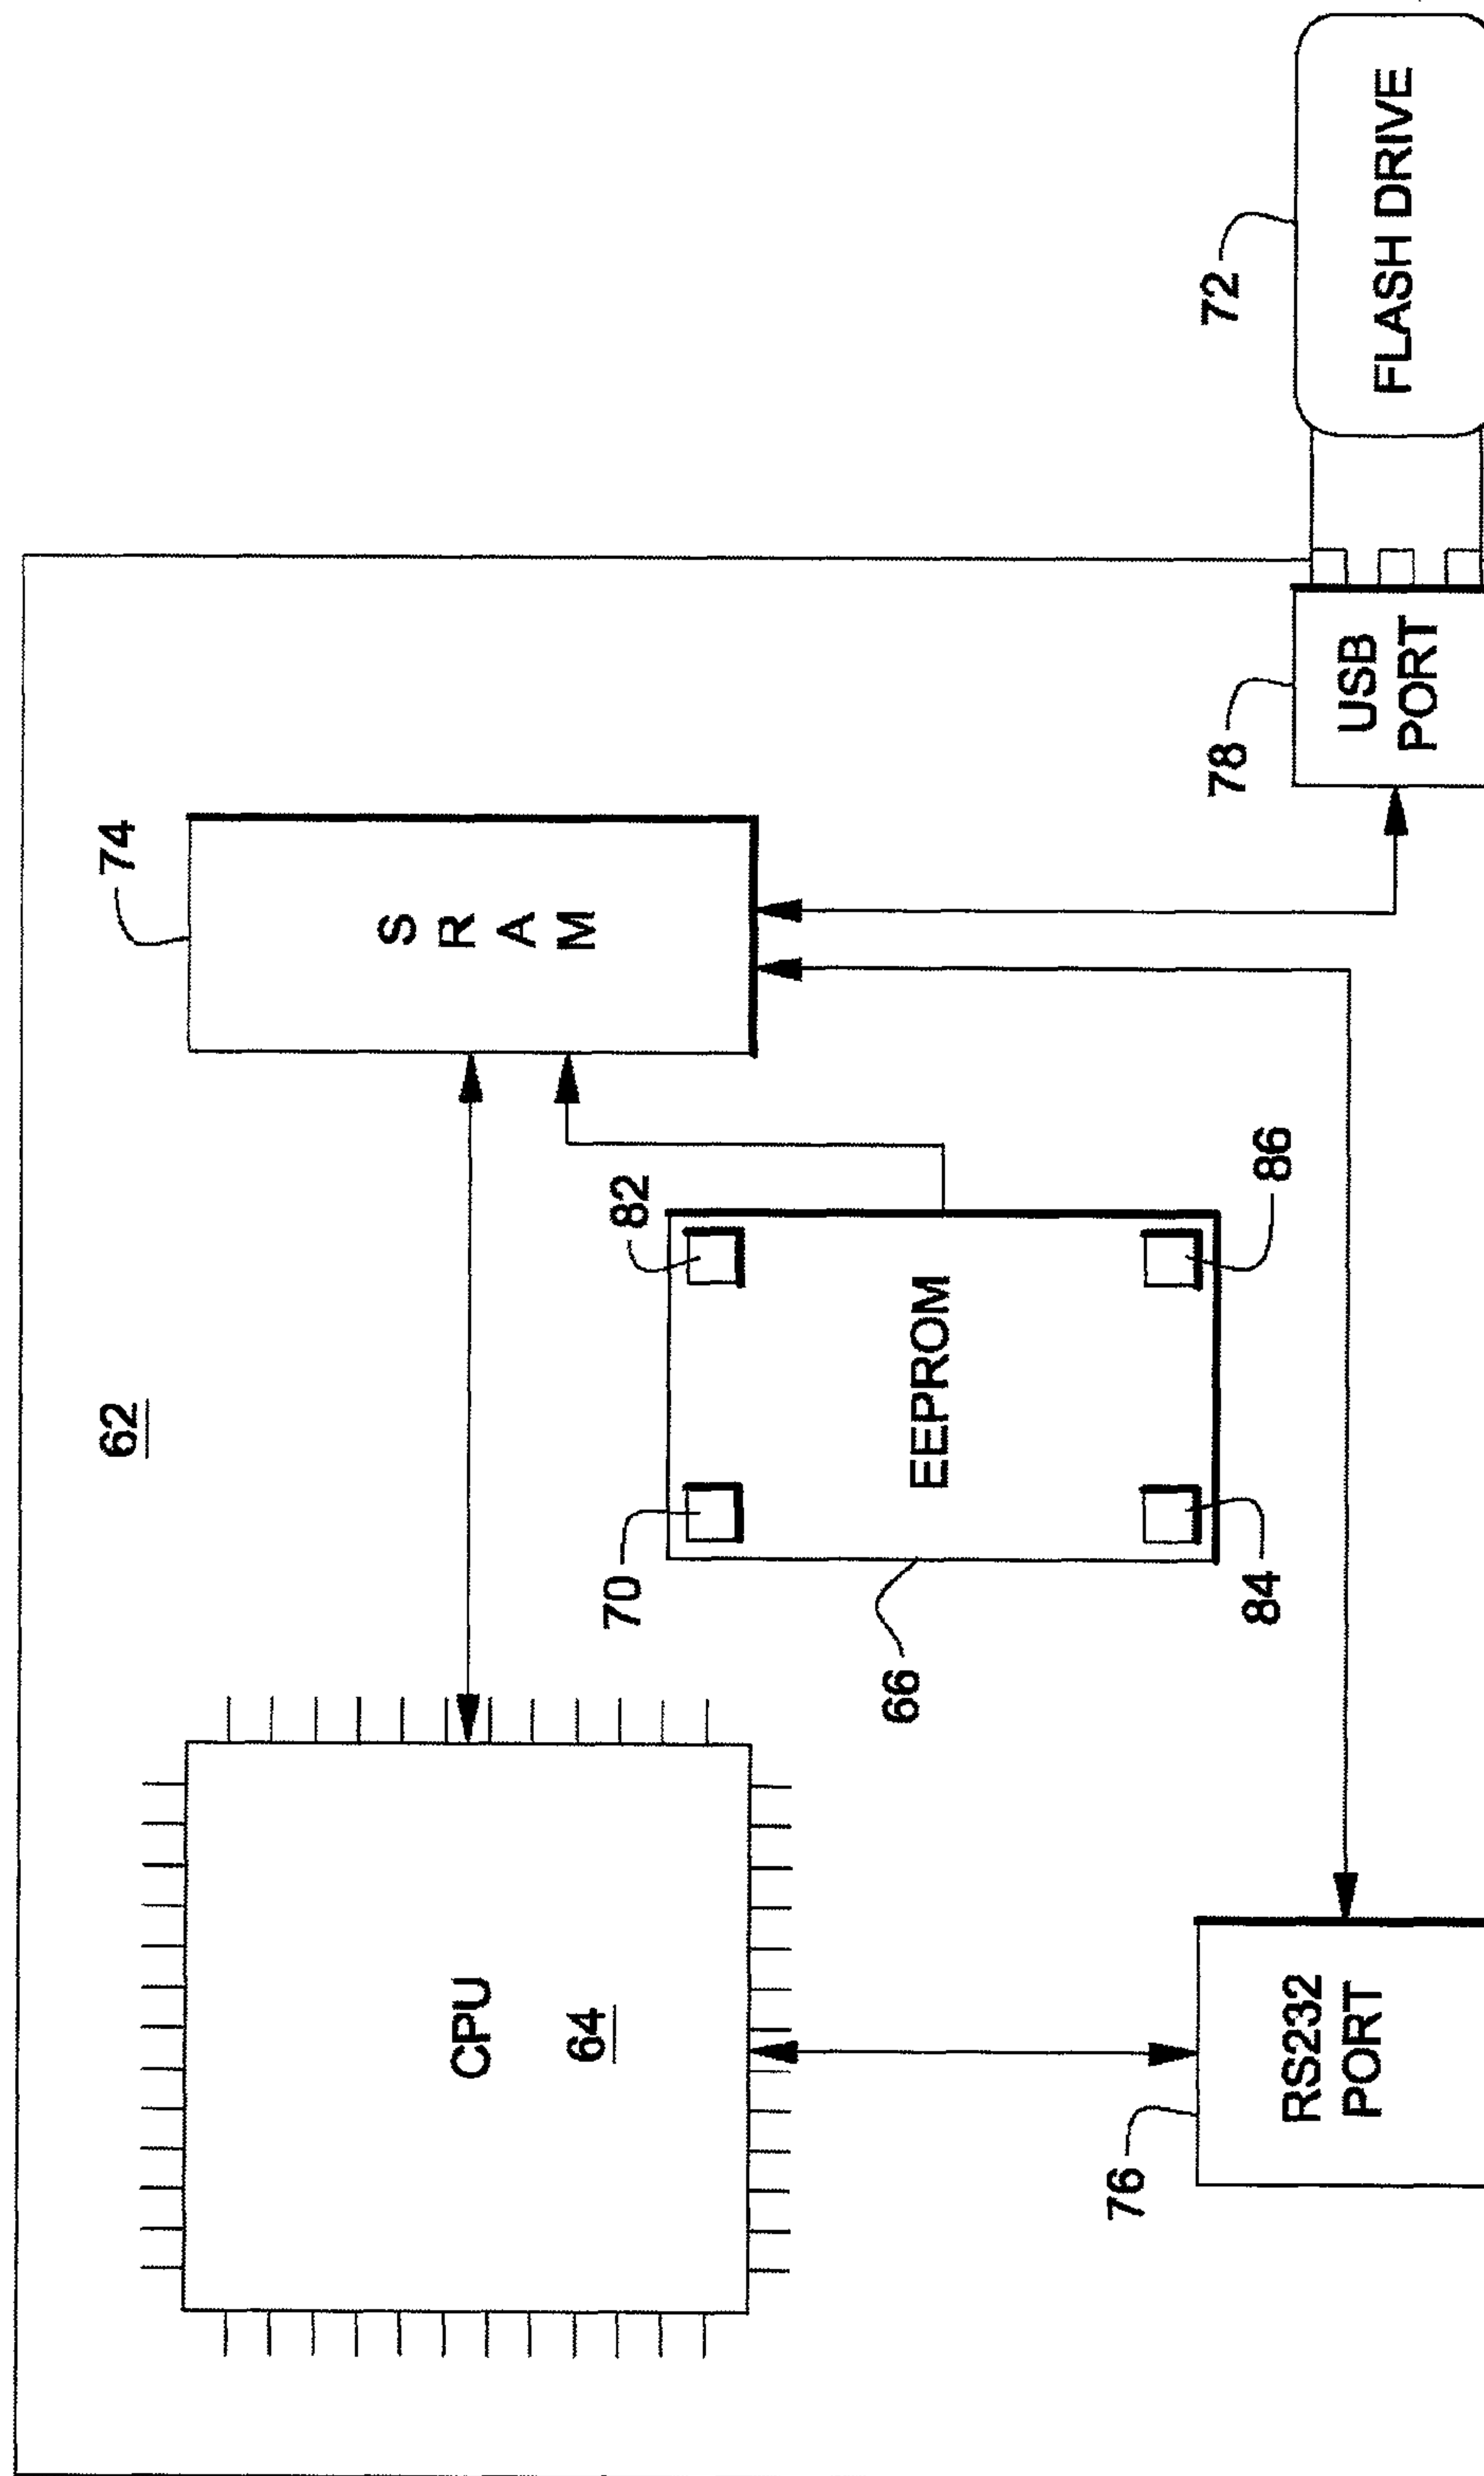 62
74
S
R
A
M
CPU
64
70
82
EEPROM
66
84
86
76
RS232
PORT
78
USB
PORT
72
FLASH DRIVE